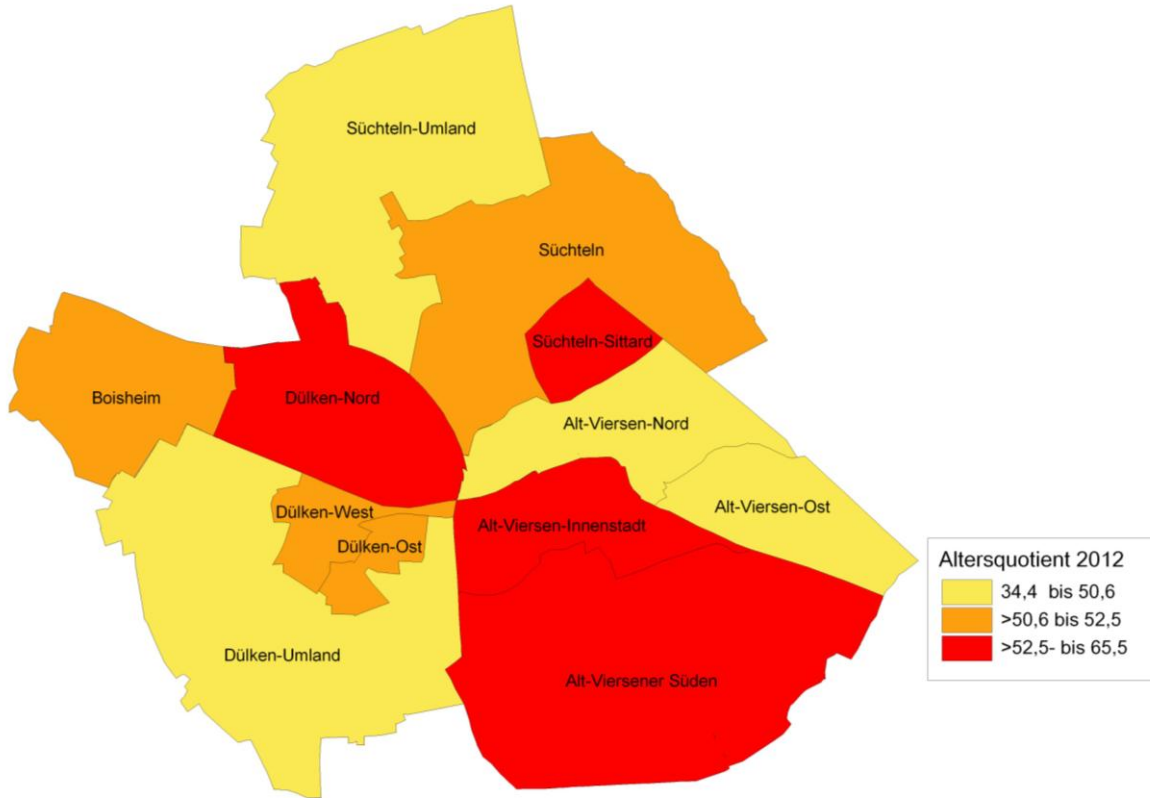 Süchteln-Umland
Süchteln
Süchteln-Sittard
Boisheim
Dülken-Nord
Alt-Viersen-Nord
Alt-Viersen-Ost
Dülken-West
Alt-Viersen-Innenstadt
Dülken-Ost
Dülken-Umland
Alt-Viersener Süden
Altersquotient 2012
34,4 bis 50,6
>50,6 bis 52,5
>52,5- bis 65,5